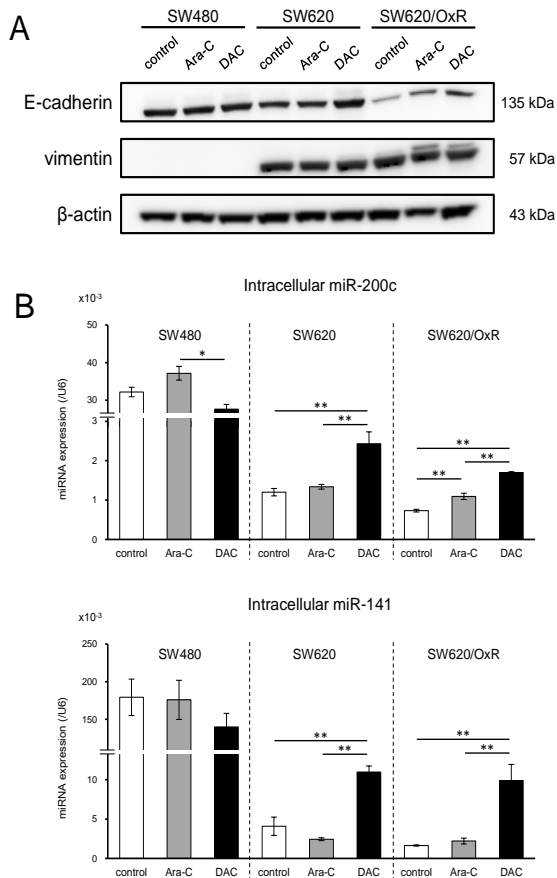 A
SW480 SW620 SW620/OxR
control Ara-C DAC control Ara-C DAC control Ara-C DAC
E-cadherin 135 kDa
vimentin 57 kDa
β-actin 43 kDa
B
Intracellular miR-200c
x10-3
SW480 SW620 SW620/OxR
miRNA expression (/U6)
50
40
30
3
2
1
0
*
** **
** ** **
control Ara-C DAC control Ara-C DAC control Ara-C DAC
Intracellular miR-141
x10-3
SW480 SW620 SW620/OxR
miRNA expression (/U6)
200
150
100
10
5
0
** **
** **
control Ara-C DAC control Ara-C DAC control Ara-C DAC